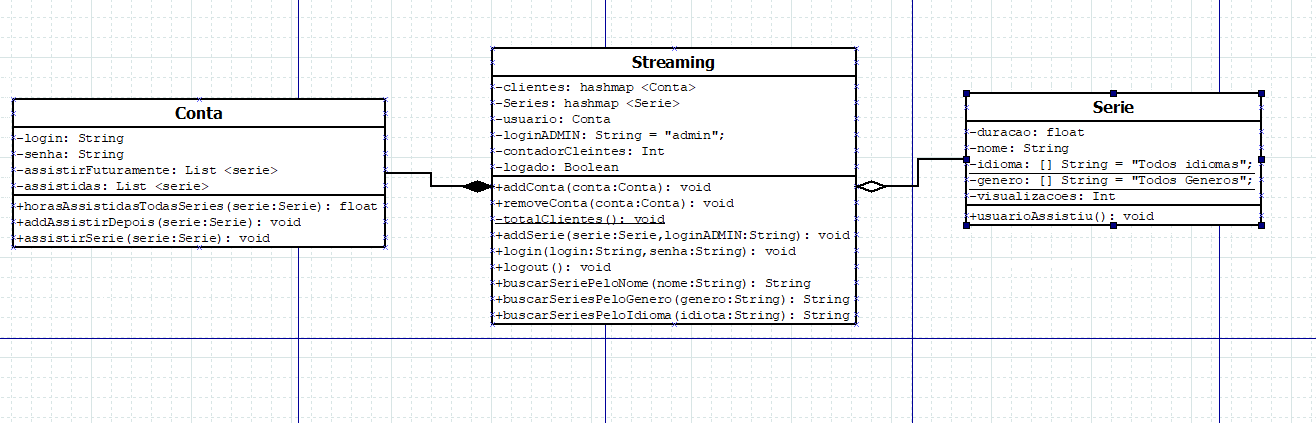 Conta
-login: String
-senha: String
-assistirFuturamente: List <serie>
-assistidas: List <serie>
+horasAssistidasTodasSeries(serie:Serie): float
+addAssistirDepois(serie:Serie): void
+assistirSerie(serie:Serie): void
Streaming
-clientes: hashmap <Conta>
-Series: hashmap <Serie>
-usuario: Conta
-loginADMIN: String = "admin";
-contadorCleintes: Int
-logado: Boolean
+addConta(conta:Conta): void
+removeConta(conta:Conta): void
-totalClientes(): void
+addSerie(serie:Serie,loginADMIN:String): void
+login(login:String,senha:String): void
+logout(): void
+buscarSeriePeloNome(nome:String): String
+buscarSeriesPeloGenero(genero:String): String
+buscarSeriesPeloIdioma(idiota:String): String
Serie
-duracao: float
-nome: String
-idioma: [] String = "Todos idiomas";
-genero: [] String = "Todos Generos";
-visualizacoes: Int
+usuarioAssistiu(): void